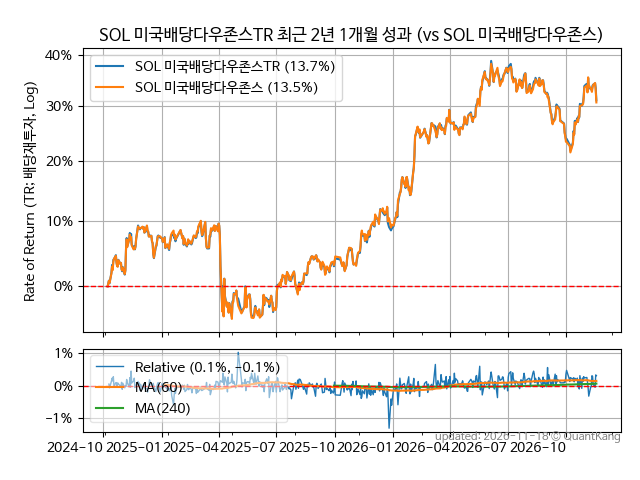 SOL 미국배당다우존스TR 최근 2년 1개월 성과 (vs SOL 미국배당다우존스)
Rate of Return (TR: 배당재투자, Log)
40%
30%
20%
10%
0%
SOL 미국배당다우존스TR (13.7%)
SOL 미국배당다우존스 (13.5%)
1%
0%
−1%
Relative (0.1%, −0.1%)
MA(60)
MA(240)
2024−10 2025−01 2025−04 2025−07 2025−10 2026−01 2026−04 2026−07 2026−10
updated: 2026−11−18 © QuantKang